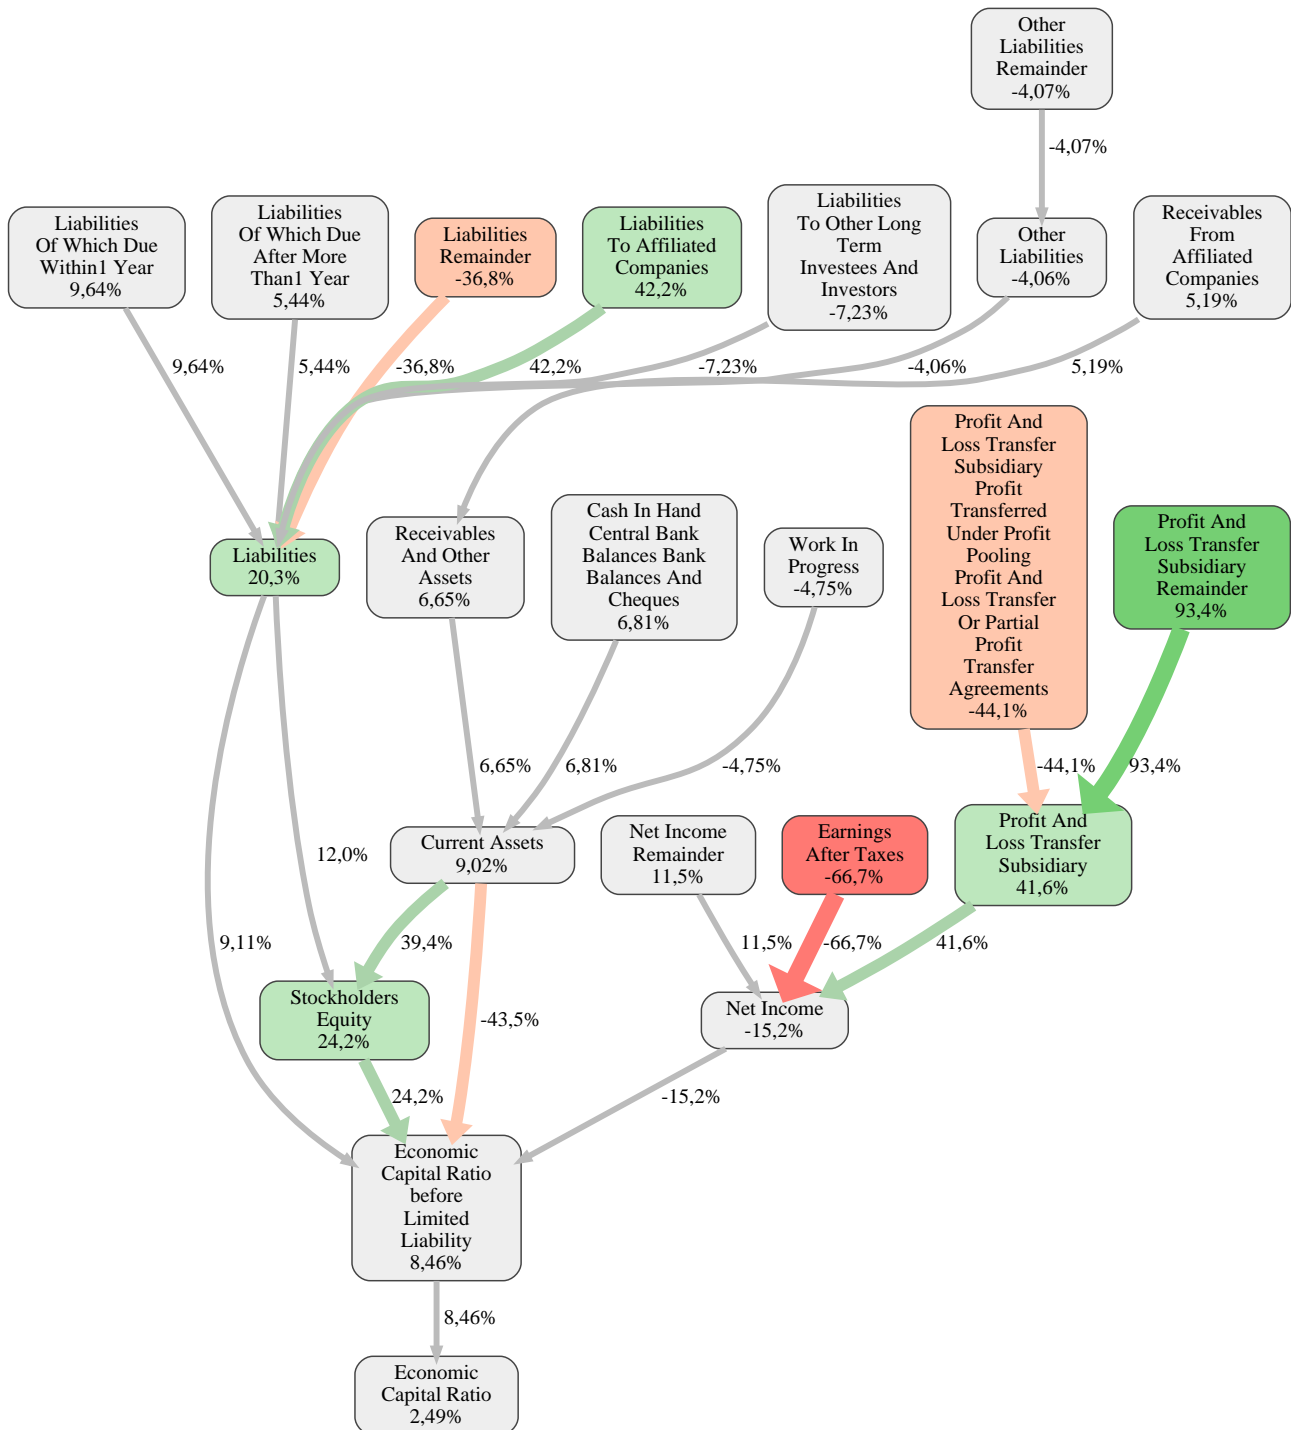 Other
Liabilities
Remainder
-4,07%
-4,07%
Liabilities
Of Which Due
Within1 Year
9,64%
Liabilities
Of Which Due
After More
Than1 Year
5,44%
Liabilities
Remainder
-36,8%
Liabilities
To Affiliated
Companies
42,2%
Liabilities
To Other Long
Term
Investees And
Investors
-7,23%
Other
Liabilities
-4,06%
Receivables
From
Affiliated
Companies
5,19%
9,64%
5,44%
-36,8%
42,2%
-7,23%
-4,06%
5,19%
Liabilities
20,3%
Receivables
And Other
Assets
6,65%
Cash In Hand
Central Bank
Balances Bank
Balances And
Cheques
6,81%
Work In
Progress
-4,75%
Profit And
Loss Transfer
Subsidiary
Profit
Transferred
Under Profit
Pooling
Profit And
Loss Transfer
Or Partial
Profit
Transfer
Agreements
-44,1%
Profit And
Loss Transfer
Subsidiary
Remainder
93,4%
6,65%
6,81%
-4,75%
-44,1%
93,4%
12,0%
Current Assets
9,02%
Net Income
Remainder
11,5%
Earnings
After Taxes
-66,7%
Profit And
Loss Transfer
Subsidiary
41,6%
9,11%
39,4%
-43,5%
11,5%
-66,7%
41,6%
Stockholders
Equity
24,2%
Net Income
-15,2%
24,2%
-15,2%
Economic
Capital Ratio
before
Limited
Liability
8,46%
8,46%
Economic
Capital Ratio
2,49%